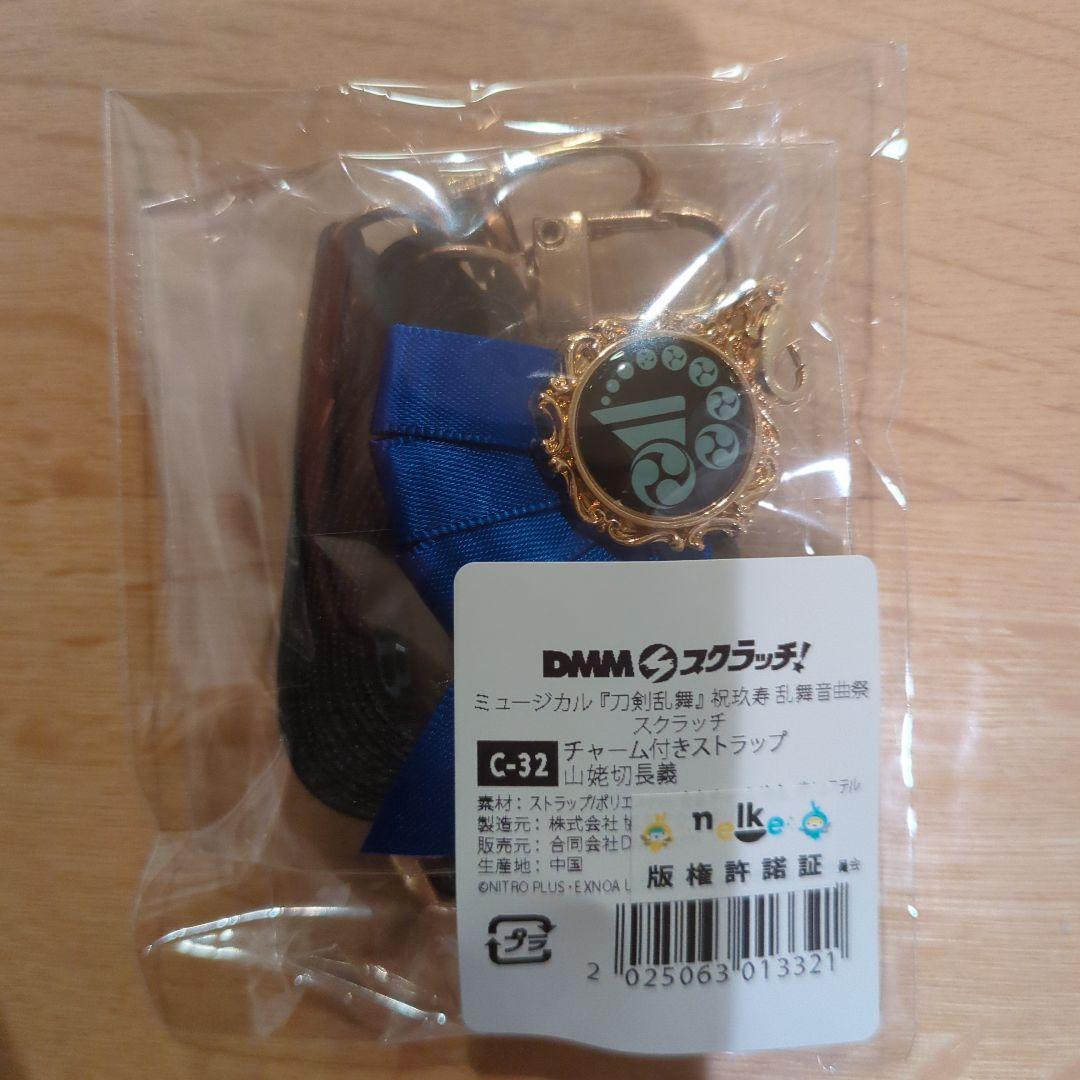 DMMスクラッチ!
ミュージカル『刀剣乱舞』祝玖寿 乱舞音曲祭
スクラッチ
C-32 チャーム付きストラップ
山姥切長義
素材：ストラップ/ポリエ
製造元：株式会社
販売元：合同会社D
生産地：中国
©NITRO PLUS・EXNOA L
nelke
版権許諾証
プラ
2 025063 013321